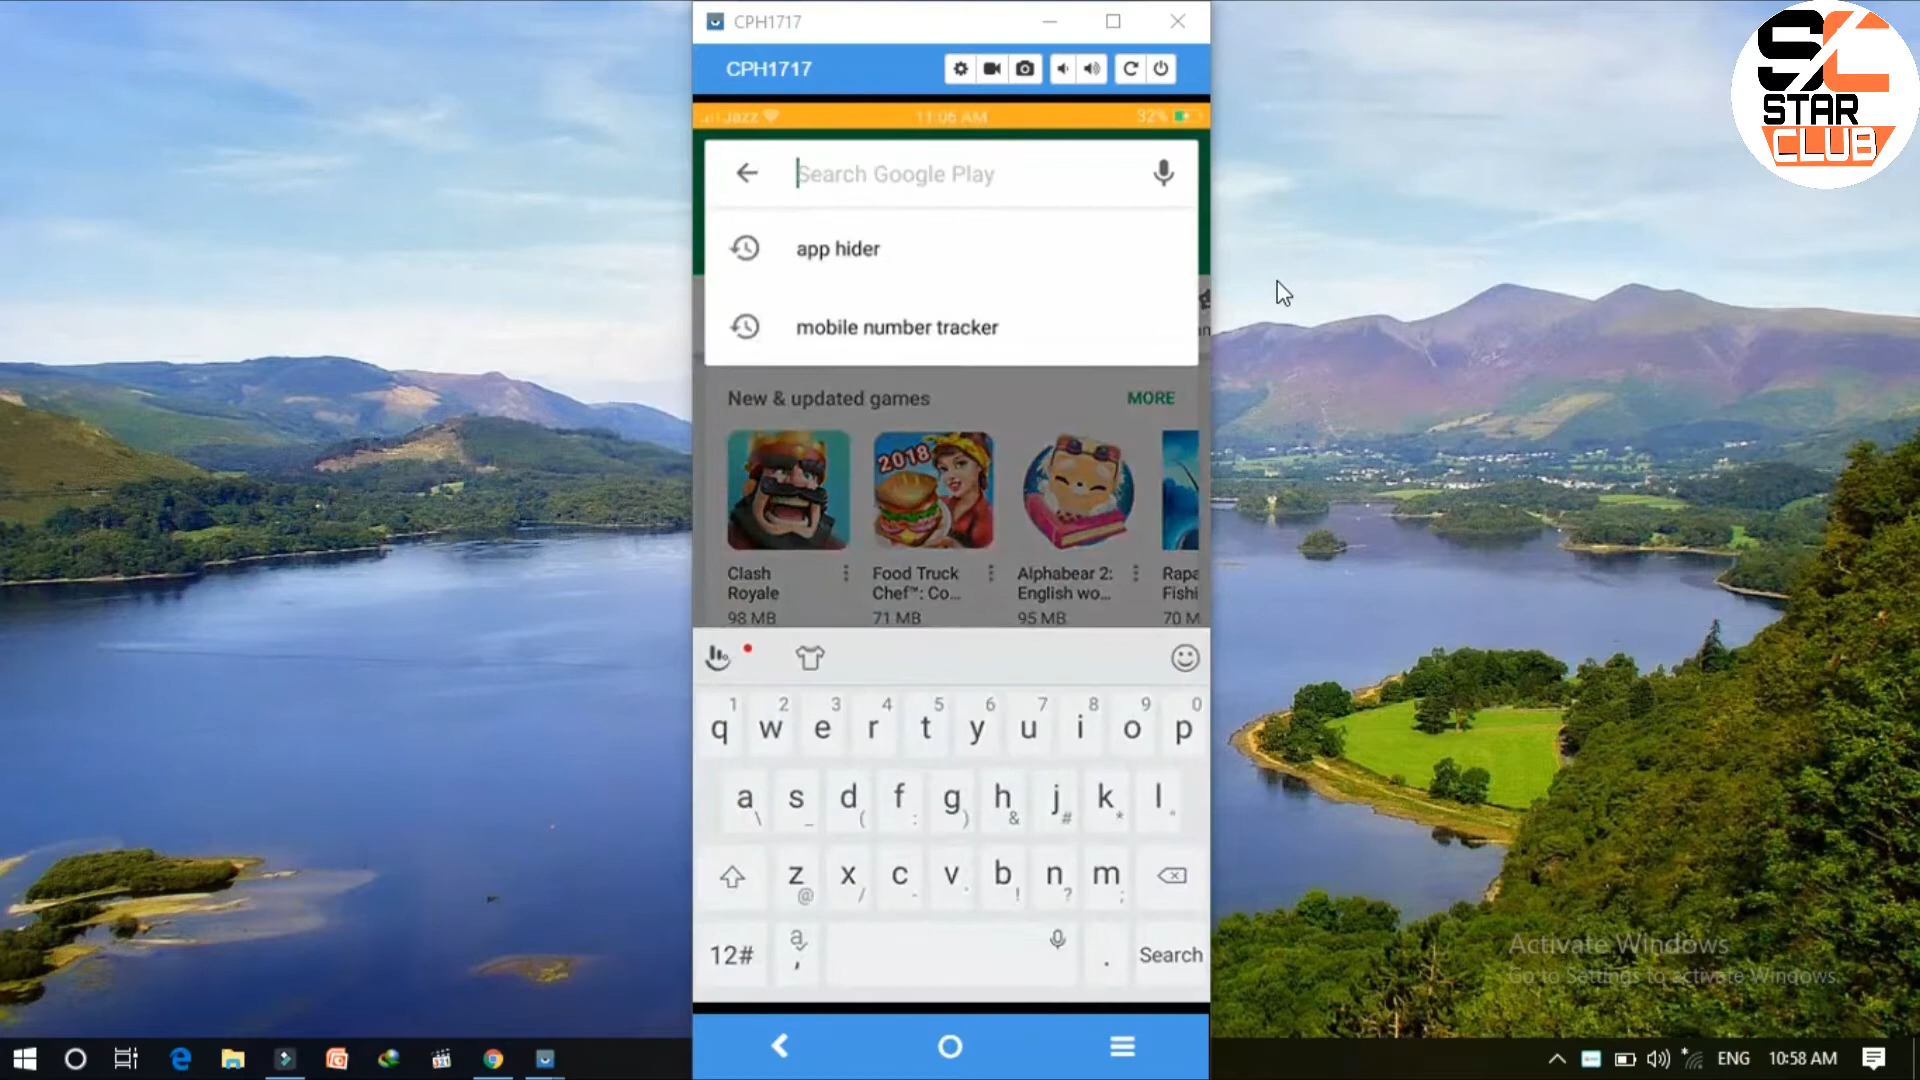 CPH1717
CPH1717
Jazz
11:06 AM
32%
Search Google Play
app hider
mobile number tracker
New & updated games
MORE
2018
Clash
Royale
98 MB
Food Truck
Chef™: Co...
71 MB
Alphabear 2:
English wo...
95 MB
Rapa
Fishi
70 M
1 2 3 4 5 6 7 8 9 0
q w e r t y u i o p
a s d f g h j k l
\ _ ( : ) & # * "
z x c v b n m
@ / - ! ? ;
12# a , . Search
SC
STAR
CLUB
Activate Windows
Go to Settings to activate Windows.
321
ENG
10:58 AM